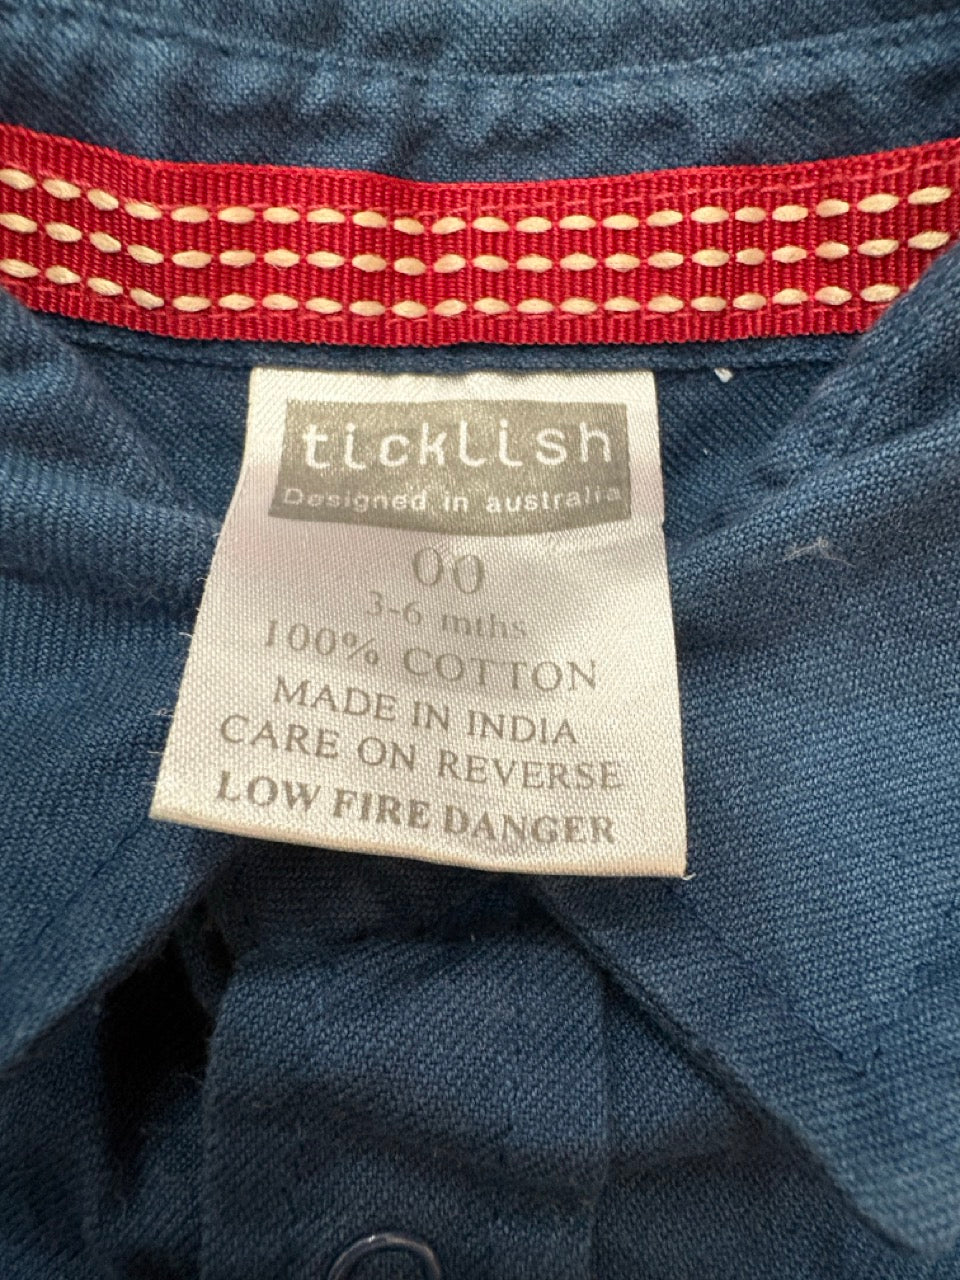 ticklish
Designed in australia
00
3-6 mths
100% COTTON
MADE IN INDIA
CARE ON REVERSE
LOW FIRE DANGER